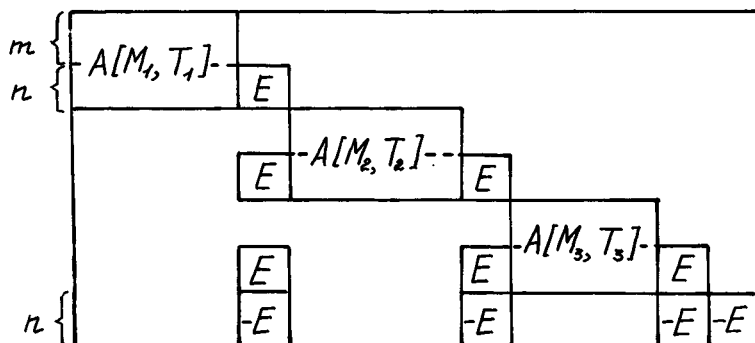 m
A[M₁, T₁]
n E
E A[M₂, T₂] E
E E A[M₃, T₃] E
n -E -E -E -E